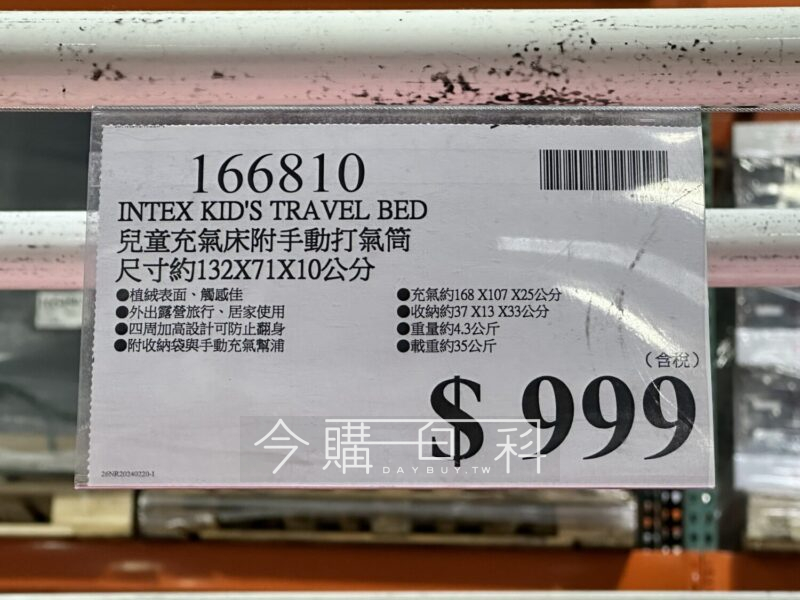 166810
INTEX KID'S TRAVEL BED
兒童充氣床附手動打氣筒
尺寸約132X71X10公分
●植絨表面、觸感佳
●外出露營旅行、居家使用
●四周加高設計可防止翻身
●附收納袋與手動充氣幫浦
●充氣約168 X107 X25公分
●收納約37 X13 X33公分
●重量約4.3公斤
●載重約35公斤
(含稅)
$ 999
今購百科
DAYBUY.TW
26NR20240220-1